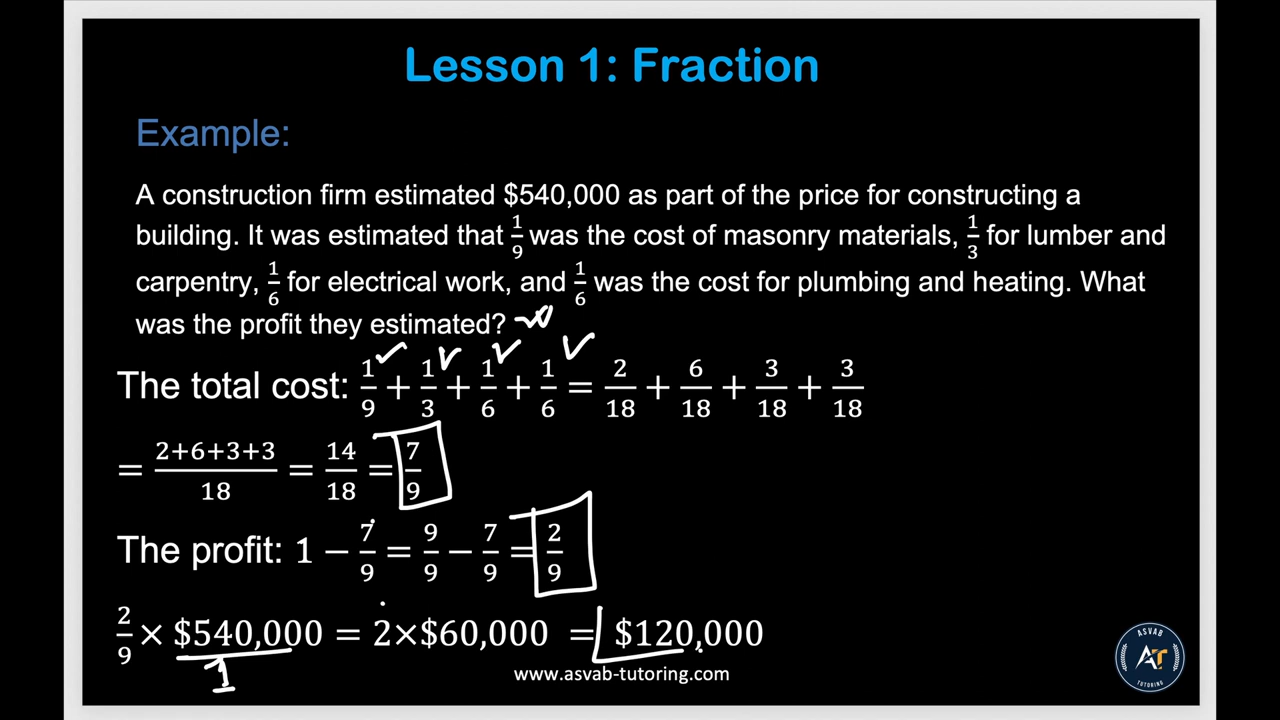 Lesson 1: Fraction
Example:
A construction firm estimated $540,000 as part of the price for constructing a
building. It was estimated that 1/9 was the cost of masonry materials, 1/3 for lumber and
carpentry, 1/6 for electrical work, and 1/6 was the cost for plumbing and heating. What
was the profit they estimated?
The total cost: 1/9 + 1/3 + 1/6 + 1/6 = 2/18 + 6/18 + 3/18 + 3/18
= 2+6+3+3/18 = 14/18 = 7/9
The profit: 1 − 7/9 = 9/9 − 7/9 = 2/9
2/9 × $540,000 = 2×$60,000 = $120,000
1
www.asvab-tutoring.com
ASVAB
AT
TUTORING